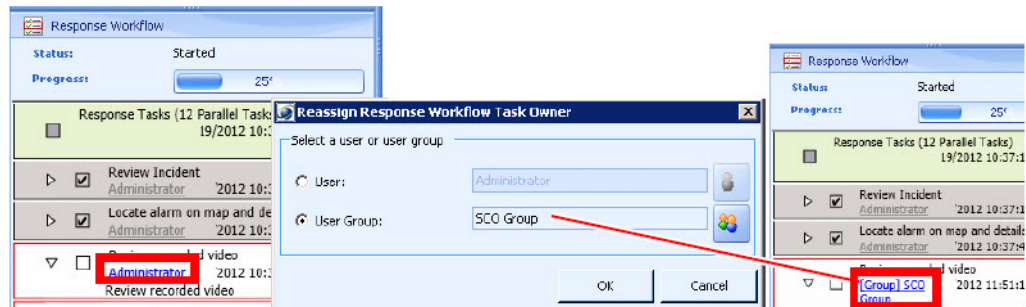 Response Workflow
Status: Started
Progress: 25%
Response Tasks (12 Parallel Task
19/2012 10:3
Review Incident
Administrator '2012 10:3
Locate alarm on map and de
Administrator '2012 10:3
d video
Administrator '2012 10:3
Review recorded video
Reassign Response Workflow Task Owner
Select a user or user group
User: Administrator
User Group: SCO Group
OK Cancel
Response Workflow
Status: Started
Progress: 25%
Response Tasks (12 Parallel Tasks)
19/2012 10:37:1
Review Incident
Administrator '2012 10:37:1
Locate alarm on map and details
Administrator '2012 10:37:4
d video
[Group] SCO '2012 11:51:1
Group